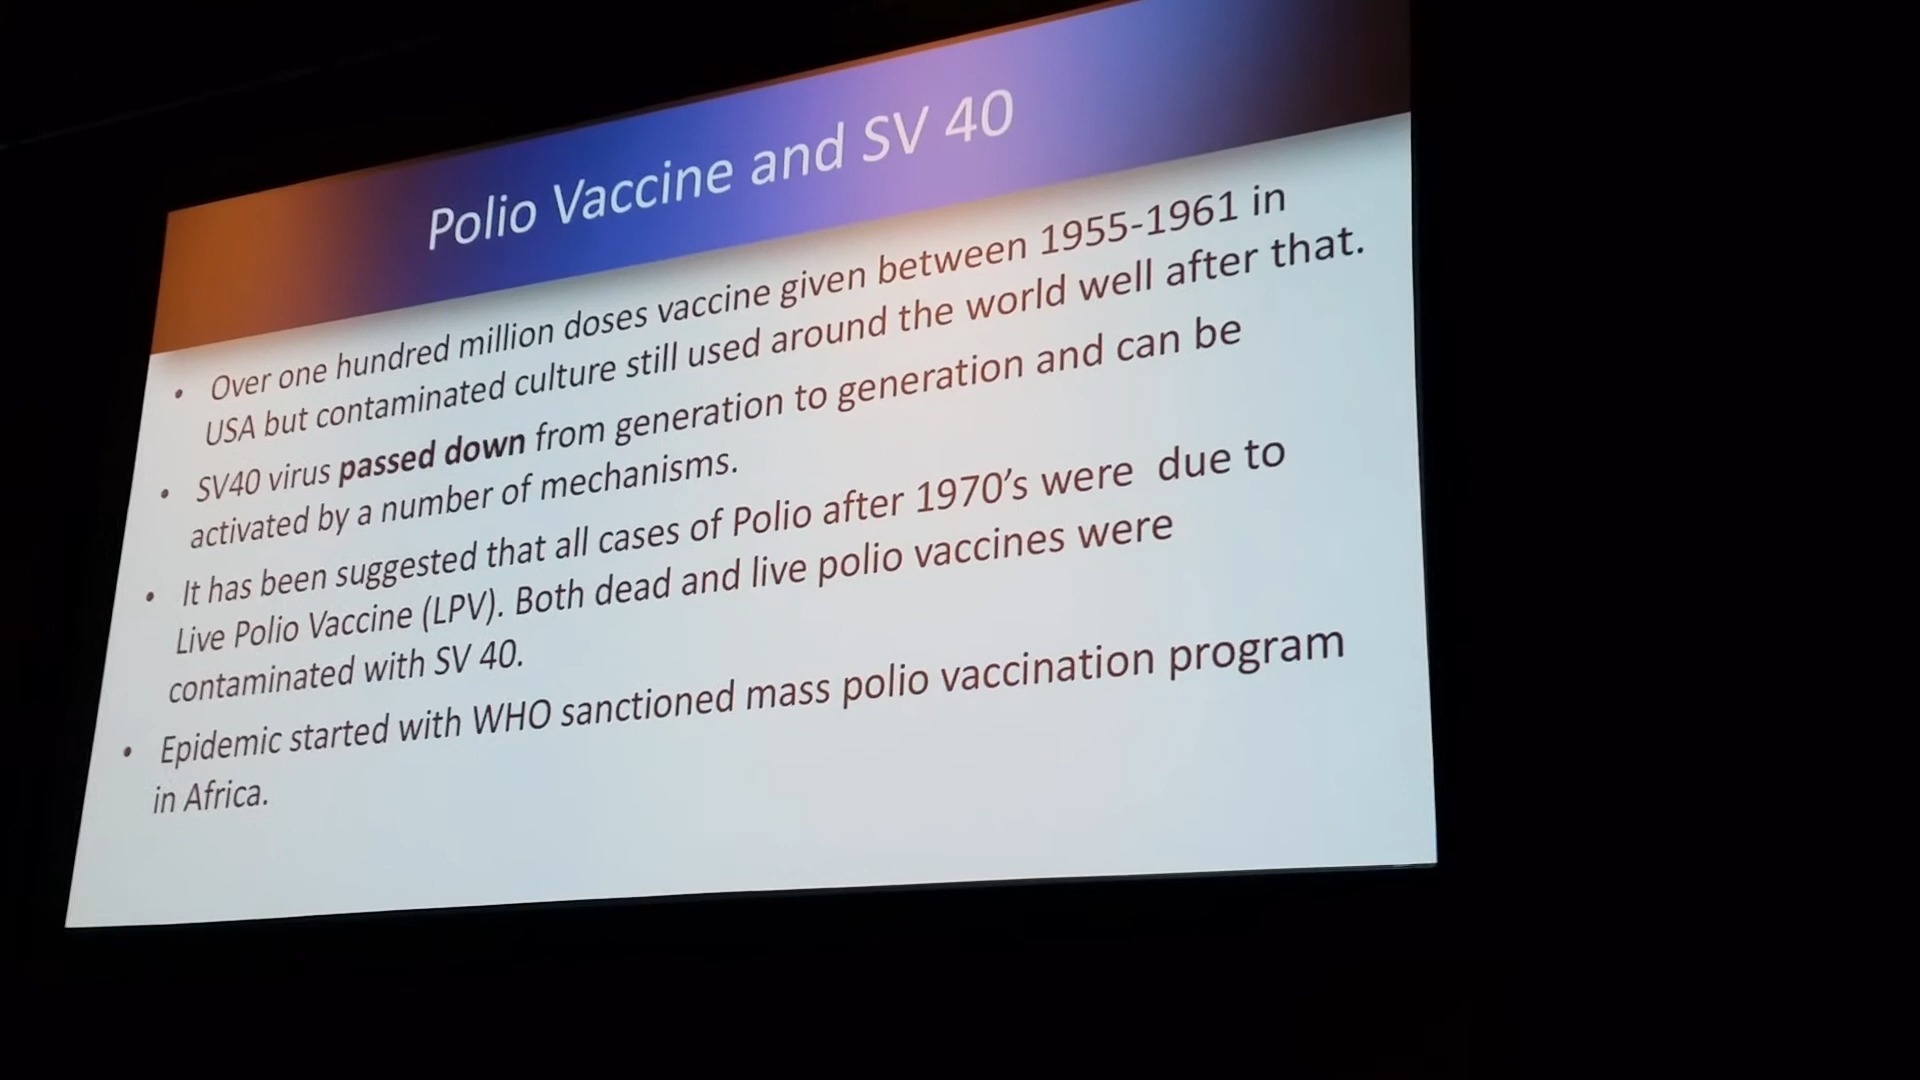 Polio Vaccine and SV 40
• Over one hundred million doses vaccine given between 1955-1961 in
USA but contaminated culture still used around the world well after that.
• SV40 virus passed down from generation to generation and can be
activated by a number of mechanisms.
• It has been suggested that all cases of Polio after 1970's were due to
Live Polio Vaccine (LPV). Both dead and live polio vaccines were
contaminated with SV 40.
• Epidemic started with WHO sanctioned mass polio vaccination program
in Africa.